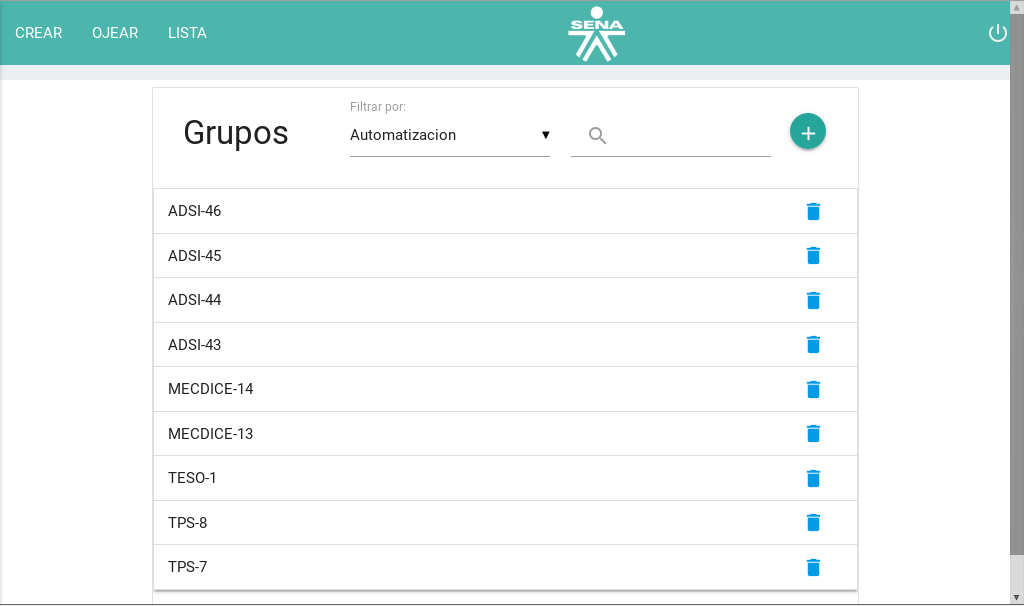 CREAR OJEAR LISTA
SENA
Filtrar por:
Grupos Automatizacion
ADSI-46
ADSI-45
ADSI-44
ADSI-43
MECDICE-14
MECDICE-13
TESO-1
TPS-8
TPS-7